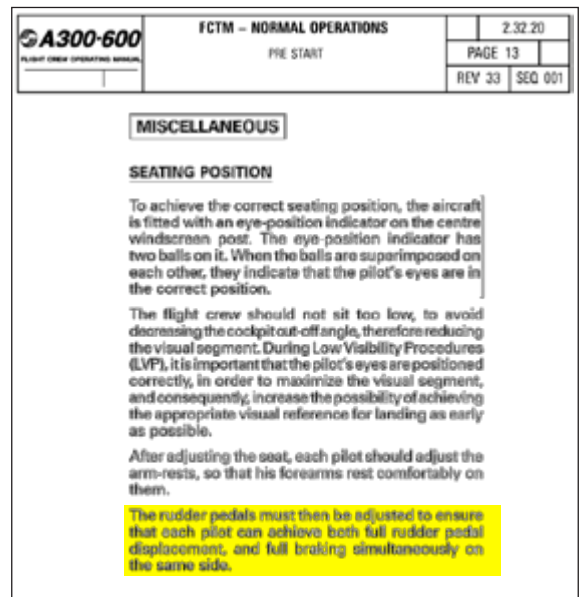 A300-600
FLIGHT CREW OPERATING MANUAL
FCTM – NORMAL OPERATIONS
PRE START
2.32.20
PAGE 13
REV 33 SEQ 001
MISCELLANEOUS
SEATING POSITION
To achieve the correct seating position, the aircraft
is fitted with an eye-position indicator on the centre
windscreen post. The eye-position indicator has
two balls on it. When the balls are superimposed on
each other, they indicate that the pilot's eyes are in
the correct position.
The flight crew should not sit too low, to avoid
decreasing the cockpit cut-off angle, therefore reducing
the visual segment. During Low Visibility Procedures
(LVP), it is important that the pilot's eyes are positioned
correctly, in order to maximize the visual segment,
and consequently, increase the possibility of achieving
the appropriate visual reference for landing as early
as possible.
After adjusting the seat, each pilot should adjust the
arm-rests, so that his forearms rest comfortably on
them.
The rudder pedals must then be adjusted to ensure
that each pilot can achieve both full rudder pedal
displacement, and full braking simultaneously on
the same side.